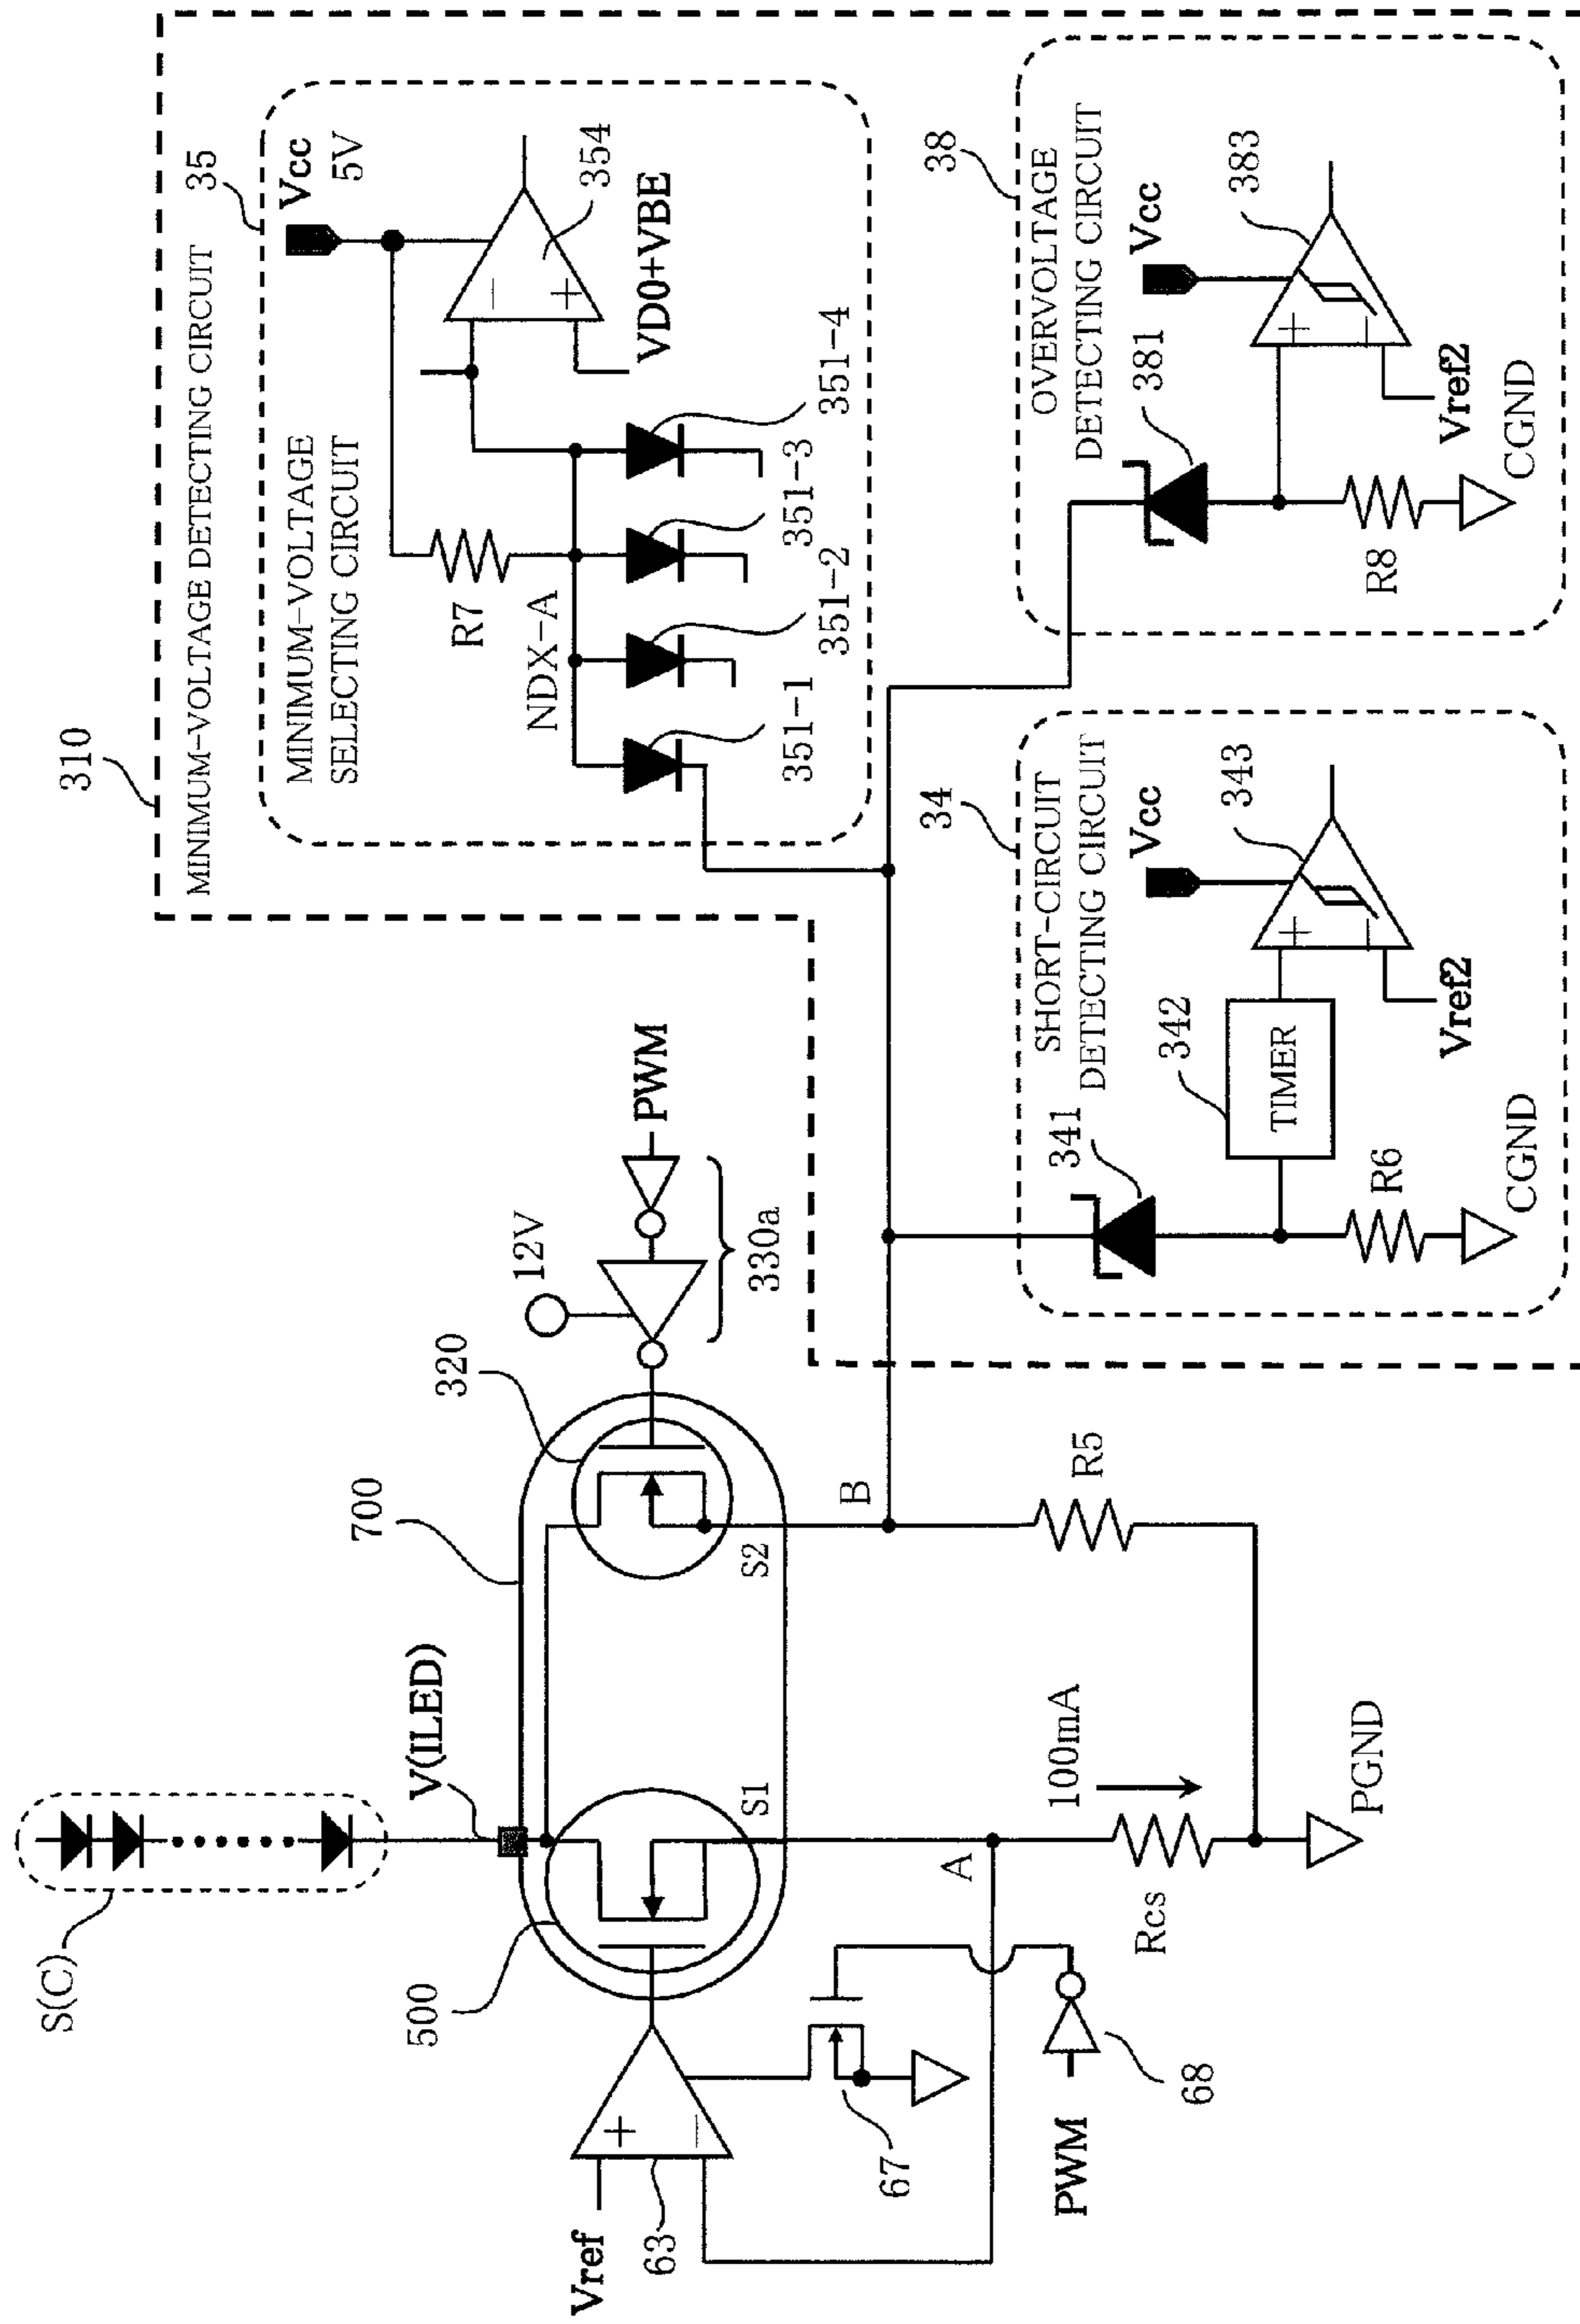 S(C)
Vref
63
500
V(ILED)
700
320
12V
PWM
330a
S1
S2
67
PWM
68
A
B
100mA
Rcs
R5
PGND
310
MINIMUM-VOLTAGE DETECTING CIRCUIT
35
MINIMUM-VOLTAGE
SELECTING CIRCUIT
Vcc
5V
R7
NDX-A
−
+
354
VD0+VBE
351-1
351-2
351-3
351-4
34
SHORT-CIRCUIT
DETECTING CIRCUIT
341
342
TIMER
Vcc
343
+
−
Vref2
R6
CGND
38
OVERVOLTAGE
DETECTING CIRCUIT
381
Vcc
383
+
−
Vref2
R8
CGND
+
−